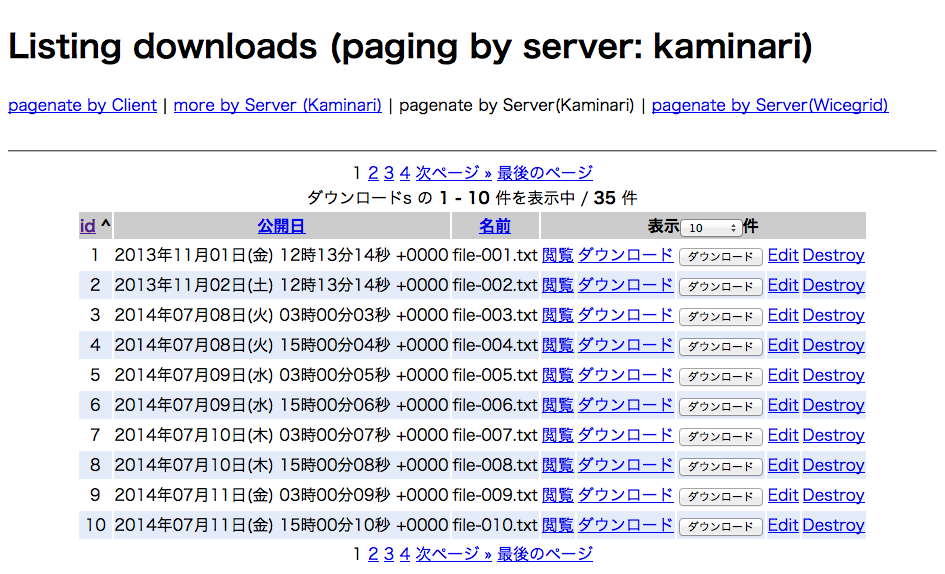 Listing downloads (paging by server: kaminari)
pagenate by Client | more by Server (Kaminari) | pagenate by Server(Kaminari) | pagenate by Server(Wicegrid)
1 2 3 4 次ページ » 最後のページ
ダウンロードs の 1 - 10 件を表示中 / 35 件
id ^ 公開日 名前 表示 10 件
1 2013年11月01日(金) 12時13分14秒 +0000 file-001.txt 閲覧 ダウンロード ダウンロード Edit Destroy
2 2013年11月02日(土) 12時13分14秒 +0000 file-002.txt 閲覧 ダウンロード ダウンロード Edit Destroy
3 2014年07月08日(火) 03時00分03秒 +0000 file-003.txt 閲覧 ダウンロード ダウンロード Edit Destroy
4 2014年07月08日(火) 15時00分04秒 +0000 file-004.txt 閲覧 ダウンロード ダウンロード Edit Destroy
5 2014年07月09日(水) 03時00分05秒 +0000 file-005.txt 閲覧 ダウンロード ダウンロード Edit Destroy
6 2014年07月09日(水) 15時00分06秒 +0000 file-006.txt 閲覧 ダウンロード ダウンロード Edit Destroy
7 2014年07月10日(木) 03時00分07秒 +0000 file-007.txt 閲覧 ダウンロード ダウンロード Edit Destroy
8 2014年07月10日(木) 15時00分08秒 +0000 file-008.txt 閲覧 ダウンロード ダウンロード Edit Destroy
9 2014年07月11日(金) 03時00分09秒 +0000 file-009.txt 閲覧 ダウンロード ダウンロード Edit Destroy
10 2014年07月11日(金) 15時00分10秒 +0000 file-010.txt 閲覧 ダウンロード ダウンロード Edit Destroy
1 2 3 4 次ページ » 最後のページ